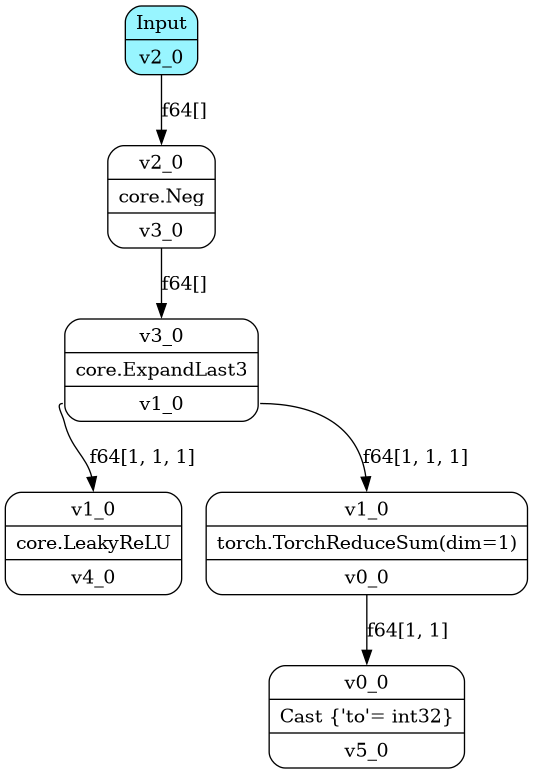 Input
v2_0
f64[]
v2_0
core.Neg
v3_0
f64[]
v3_0
core.ExpandLast3
v1_0
f64[1, 1, 1]
f64[1, 1, 1]
v1_0
core.LeakyReLU
v4_0
v1_0
torch.TorchReduceSum(dim=1)
v0_0
f64[1, 1]
v0_0
Cast {'to'= int32}
v5_0